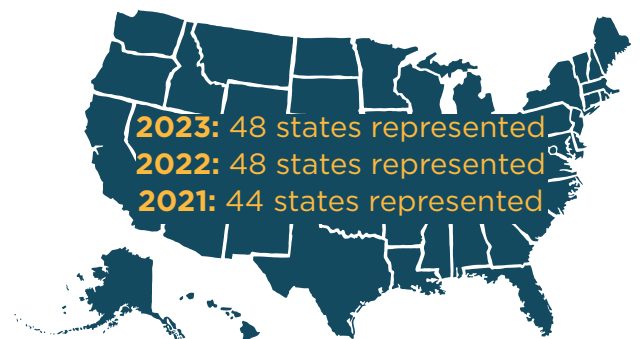 2023: 48 states represented
2022: 48 states represented
2021: 44 states represented